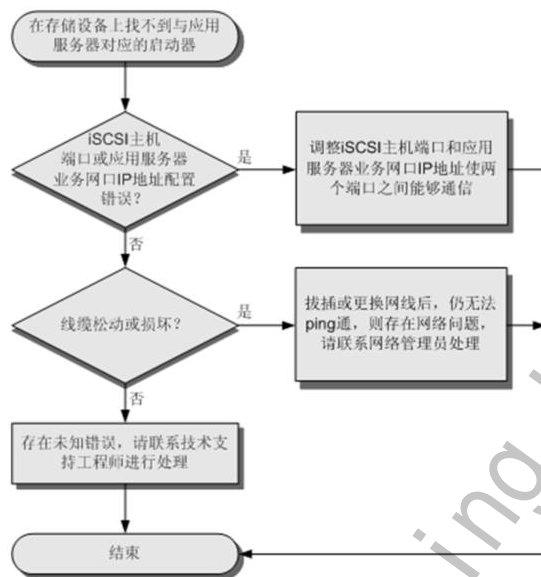 在存储设备上找不到与应用
服务器对应的启动器
iSCSI主机
端口或应用服务器
业务网口IP地址配置
错误？
是
调整iSCSI主机端口和应用
服务器业务网口IP地址使两
个端口之间能够通信
否
线缆松动或损坏？
是
拔插或更换网线后，仍无法
ping通，则存在网络问题，
请联系网络管理员处理
否
存在未知错误，请联系技术支
持工程师进行处理
结束
ing